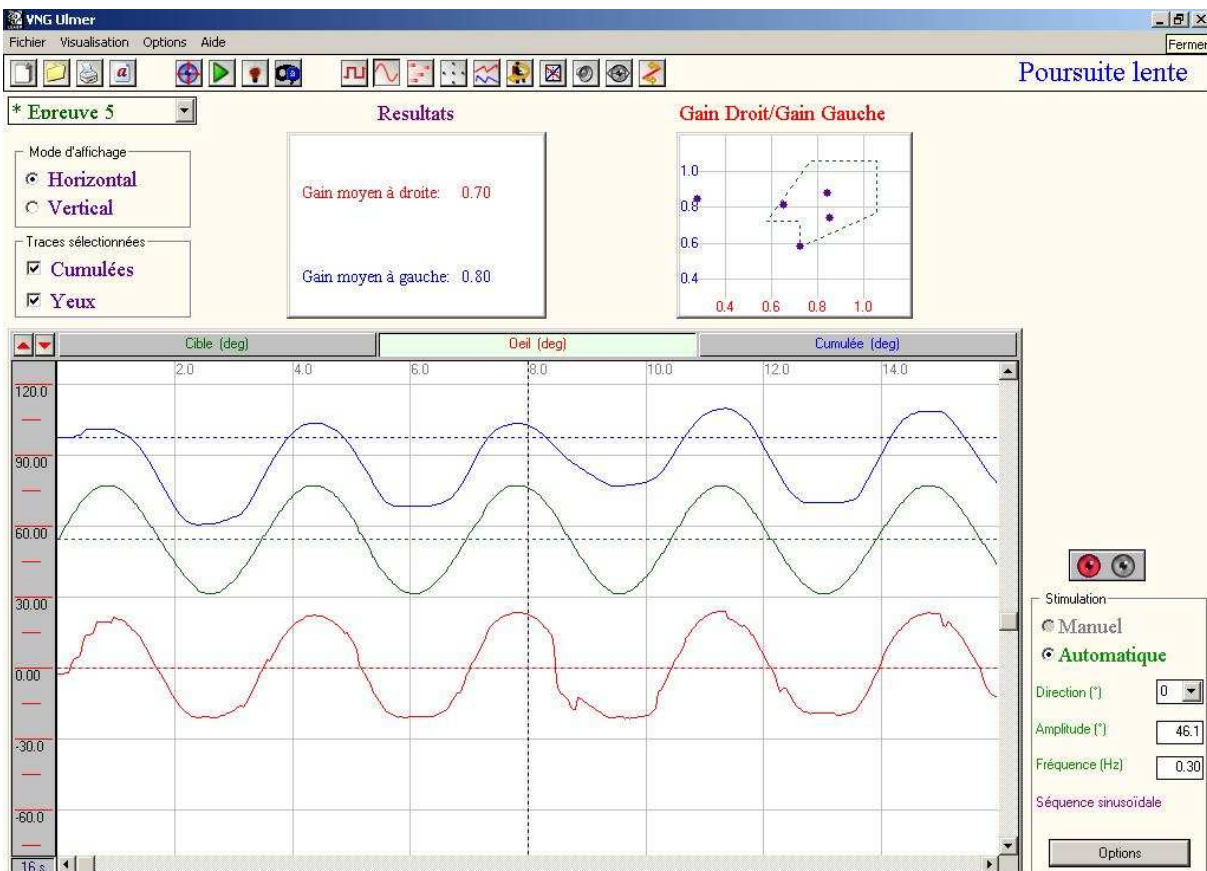 VNG Ulmer
Fichier Visualisation Options Aide
Fermer
a
Poursuite lente
* Epreuve 5
Mode d'affichage
Horizontal
Vertical
Traces sélectionnées
Cumulées
Yeux
Resultats
Gain moyen à droite: 0.70
Gain moyen à gauche: 0.80
Gain Droit/Gain Gauche
1.0
0.8
0.6
0.4
0.4 0.6 0.8 1.0
Cible (deg) Oeil (deg) Cumulée (deg)
2.0 4.0 6.0 8.0 10.0 12.0 14.0
120.0
90.00
60.00
30.00
0.00
-30.0
-60.0
16 s
Stimulation
Manuel
Automatique
Direction (°) 0
Amplitude (°) 46.1
Fréquence (Hz) 0.30
Séquence sinusoïdale
Options